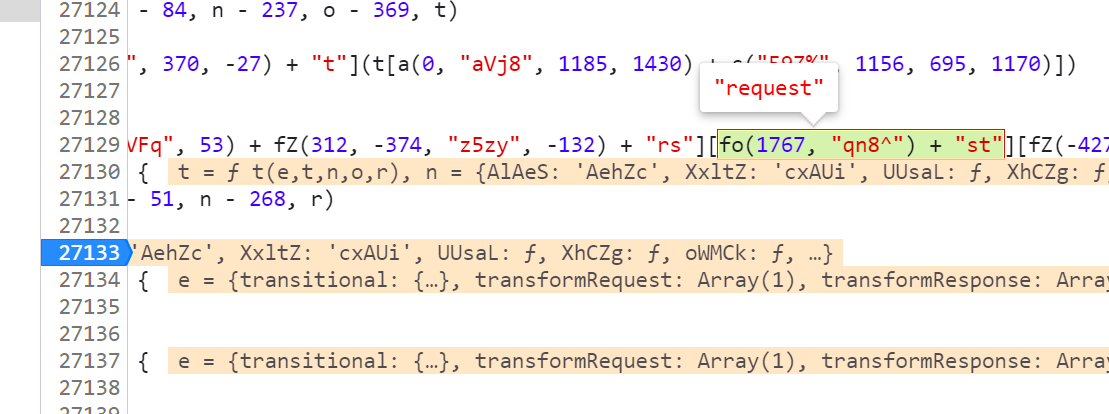 27124 - 84, n - 237, o - 369, t)
27125
27126 ", 370, -27) + "t"](t[a(0, "aVj8", 1185, 1430) + c("597%", 1156, 695, 1170)])
"request"
27127
27128
27129 VFq", 53) + fZ(312, -374, "z5zy", -132) + "rs"][fo(1767, "qn8^") + "st"][fZ(-427
27130 { t = ƒ t(e,t,n,o,r), n = {AlAeS: 'AehZc', XxltZ: 'cxAUi', UUsaL: ƒ, XhCZg: ƒ,
27131 - 51, n - 268, r)
27132
27133 'AehZc', XxltZ: 'cxAUi', UUsaL: ƒ, XhCZg: ƒ, oWMCk: ƒ, …}
27134 { e = {transitional: {…}, transformRequest: Array(1), transformResponse: Array
27135
27136
27137 { e = {transitional: {…}, transformRequest: Array(1), transformResponse: Array
27138
27139